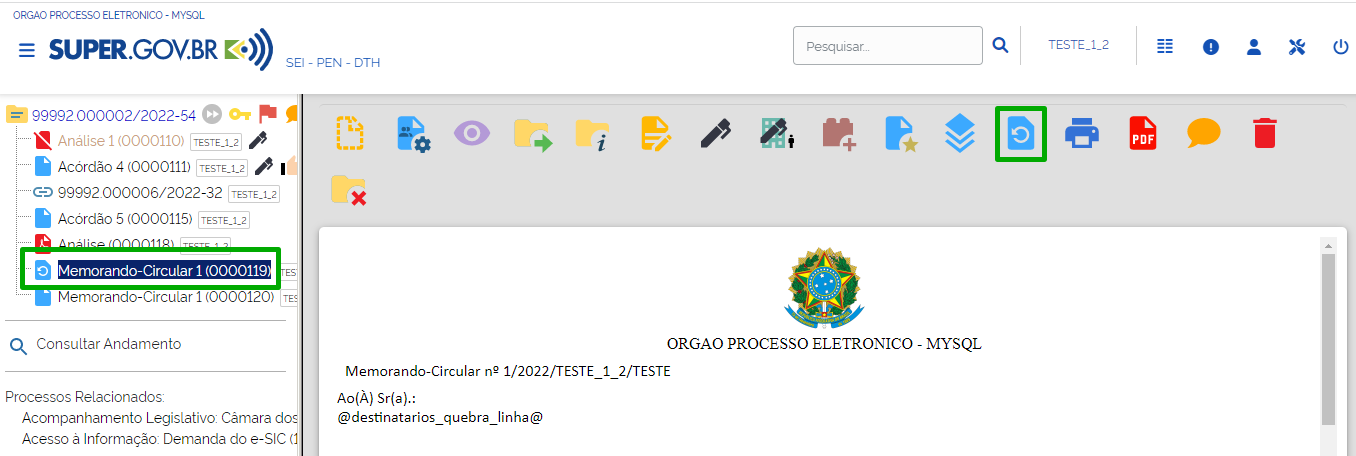 ORGAO PROCESSO ELETRONICO - MYSQL
SUPER.GOV.BR
SEI - PEN - DTH
Pesquisar...
TESTE_1_2
99992.000002/2022-54
Análise 1 (0000110) TESTE_1_2
Acórdão 4 (0000111) TESTE_1_2
99992.000006/2022-32 TESTE_1_2
Acórdão 5 (0000115) TESTE_1_2
Análise (0000118) TESTE_1_2
Memorando-Circular 1 (0000119) TES
Memorando-Circular 1 (0000120) TES
Consultar Andamento
Processos Relacionados:
Acompanhamento Legislativo: Câmara dos
Acesso à Informação: Demanda do e-SIC (1
i
PDF
ORGAO PROCESSO ELETRONICO - MYSQL
Memorando-Circular nº 1/2022/TESTE_1_2/TESTE
Ao(À) Sr(a).:
@destinatarios_quebra_linha@